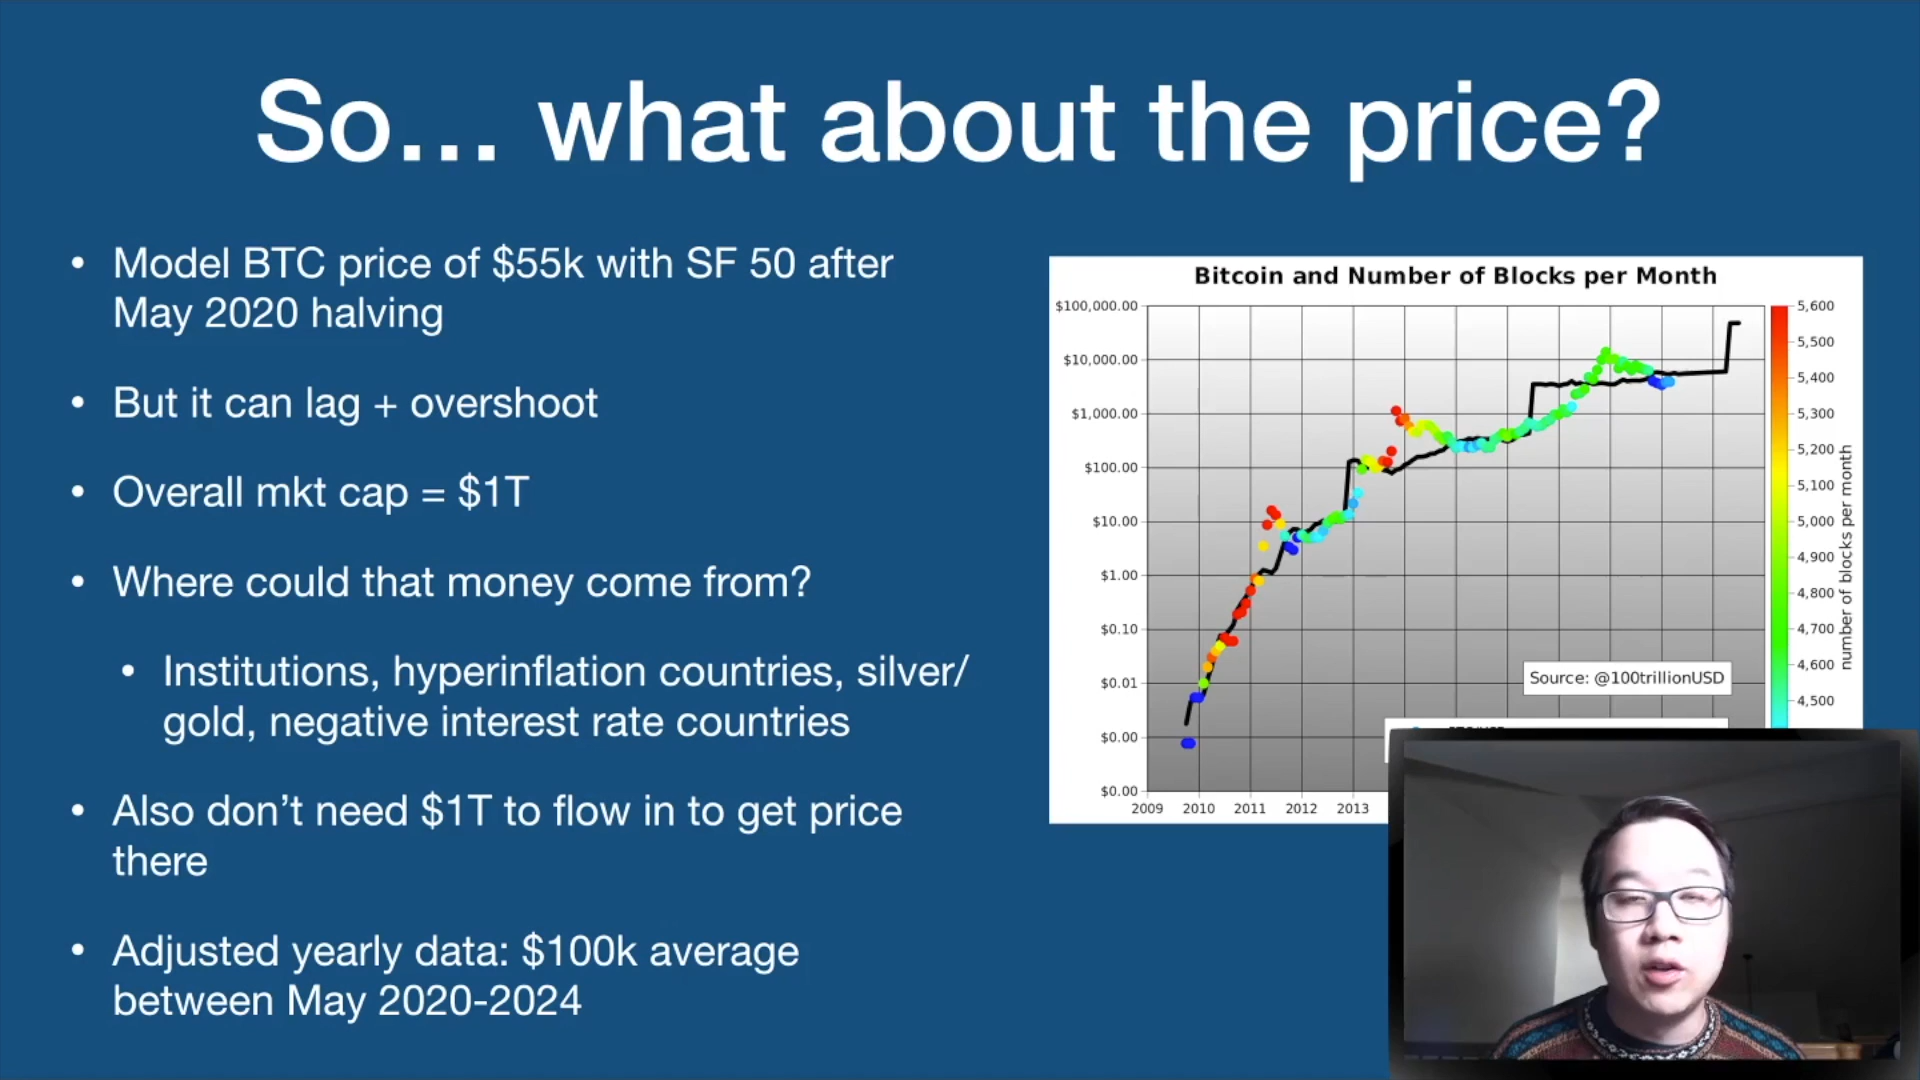 So… what about the price?
• Model BTC price of $55k with SF 50 after
May 2020 halving
• But it can lag + overshoot
• Overall mkt cap = $1T
• Where could that money come from?
• Institutions, hyperinflation countries, silver/
gold, negative interest rate countries
• Also don’t need $1T to flow in to get price
there
• Adjusted yearly data: $100k average
between May 2020-2024
Bitcoin and Number of Blocks per Month
$100,000.00
$10,000.00
$1,000.00
$100.00
$10.00
$1.00
$0.10
$0.01
$0.00
$0.00
2009 2010 2011 2012 2013
Source: @100trillionUSD
5,600
5,500
5,400
5,300
5,200
5,100
5,000
4,900
4,800
4,700
4,600
4,500
number of blocks per month